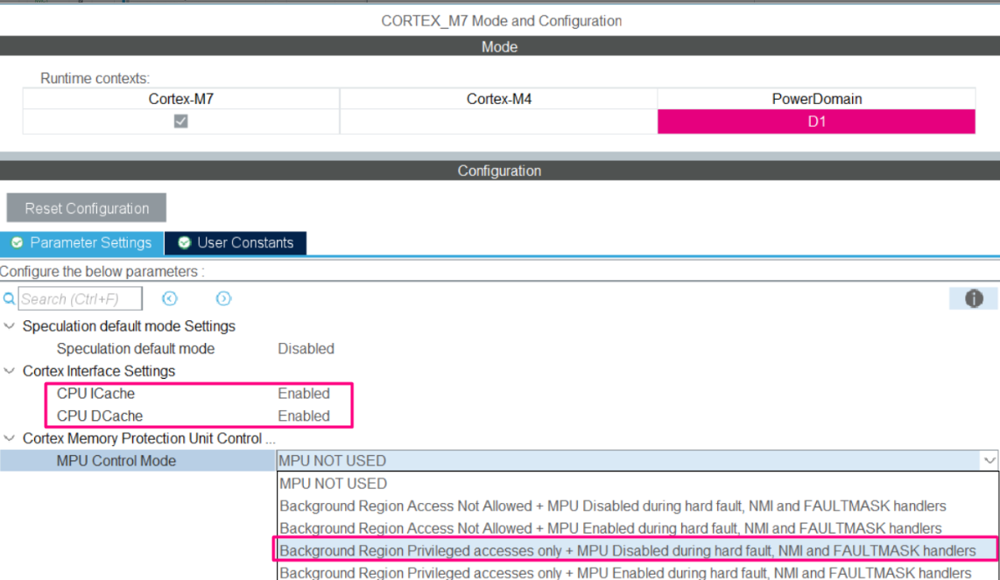 CORTEX_M7 Mode and Configuration
Mode
Runtime contexts:
Cortex-M7 Cortex-M4 PowerDomain
D1
Configuration
Reset Configuration
Parameter Settings User Constants
Configure the below parameters :
Search (Ctrl+F)
Speculation default mode Settings
Speculation default mode Disabled
Cortex Interface Settings
CPU ICache Enabled
CPU DCache Enabled
Cortex Memory Protection Unit Control ...
MPU Control Mode MPU NOT USED
MPU NOT USED
Background Region Access Not Allowed + MPU Disabled during hard fault, NMI and FAULTMASK handlers
Background Region Access Not Allowed + MPU Enabled during hard fault, NMI and FAULTMASK handlers
Background Region Privileged accesses only + MPU Disabled during hard fault, NMI and FAULTMASK handlers
Background Region Privileged accesses only + MPU Enabled during hard fault, NMI and FAULTMASK handlers